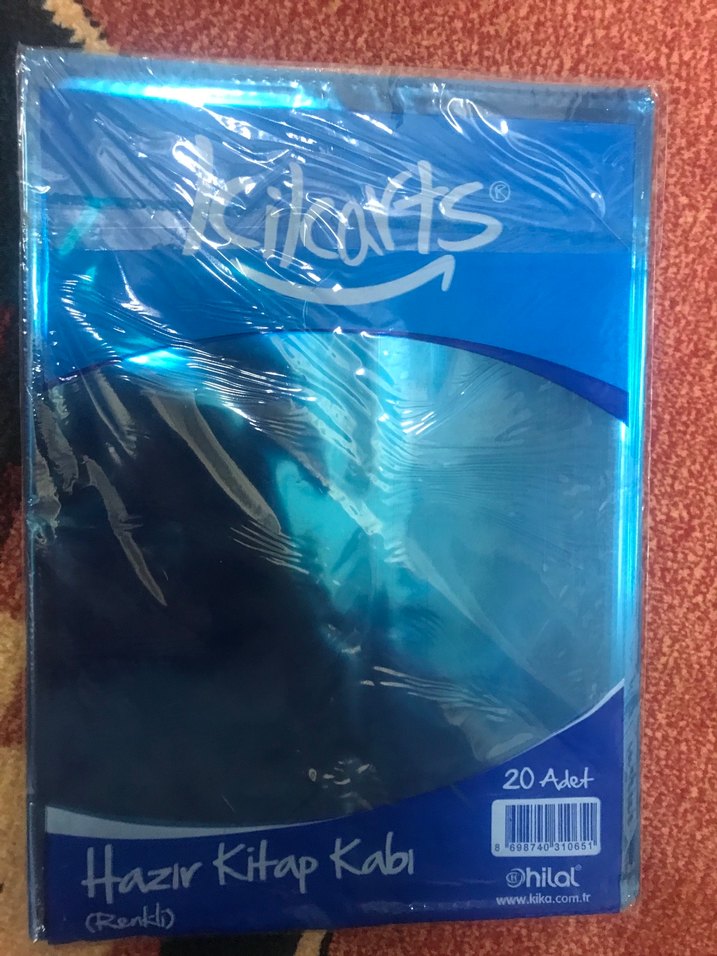 kikarts®
20 Adet
8 698740 310651
Hazır Kitap Kabı
(Renkli)
hilal
www.kika.com.tr